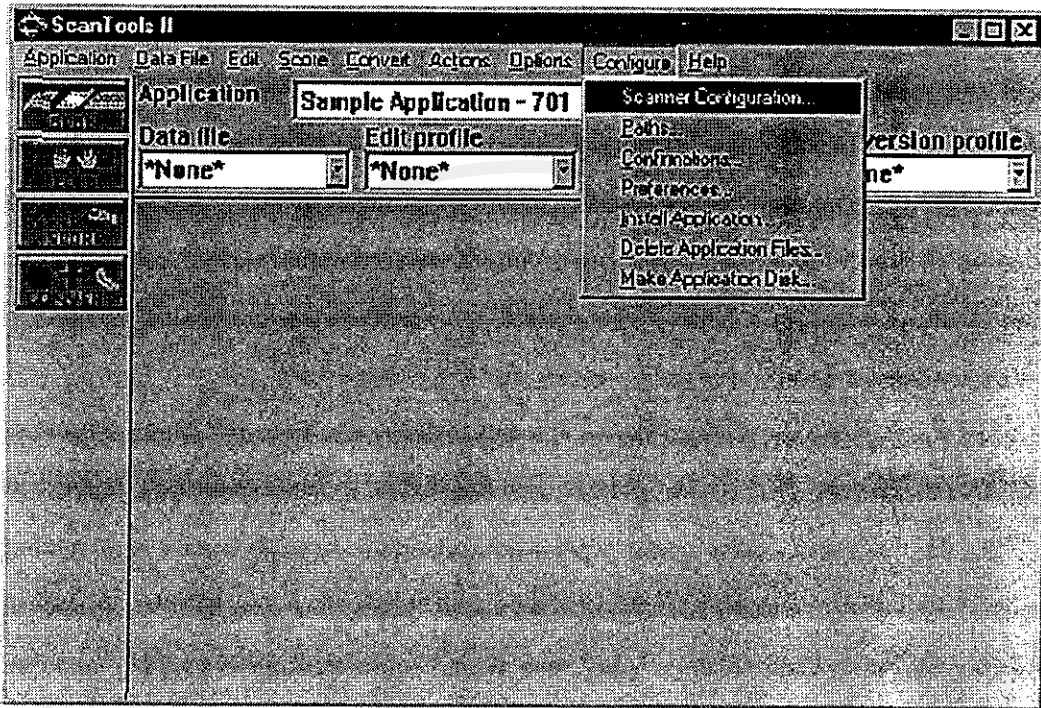 ScanTools II
Application Data File Edit Score Convert Actions Options Configure Help
Application Sample Application - 701
Data file Edit profile
*None* *None*
Scanner Configuration...
Paths...
Confirmations...
Preferences...
Install Application...
Delete Application Files...
Make Application Disk...
version profile
ne*